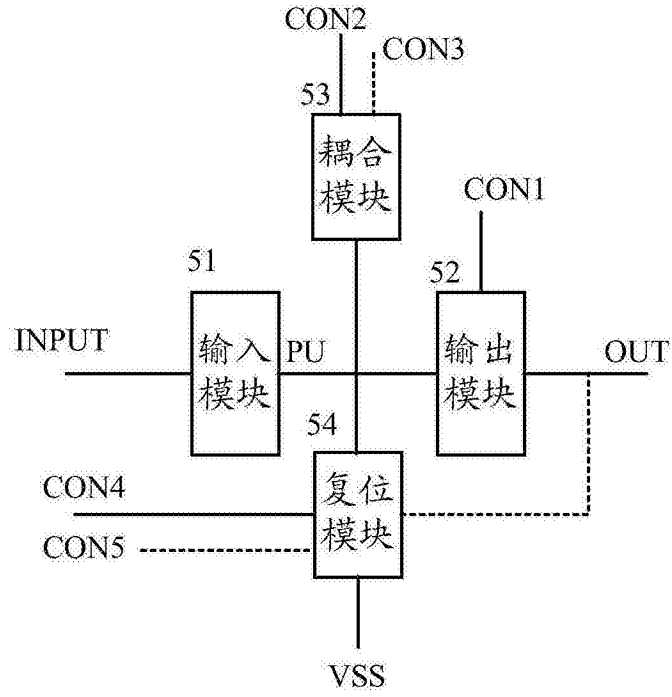 CON2
CON3
53
耦合
模块
CON1
51
52
INPUT
输入
模块
PU
输出
模块
OUT
54
CON4
复位
模块
CON5
VSS